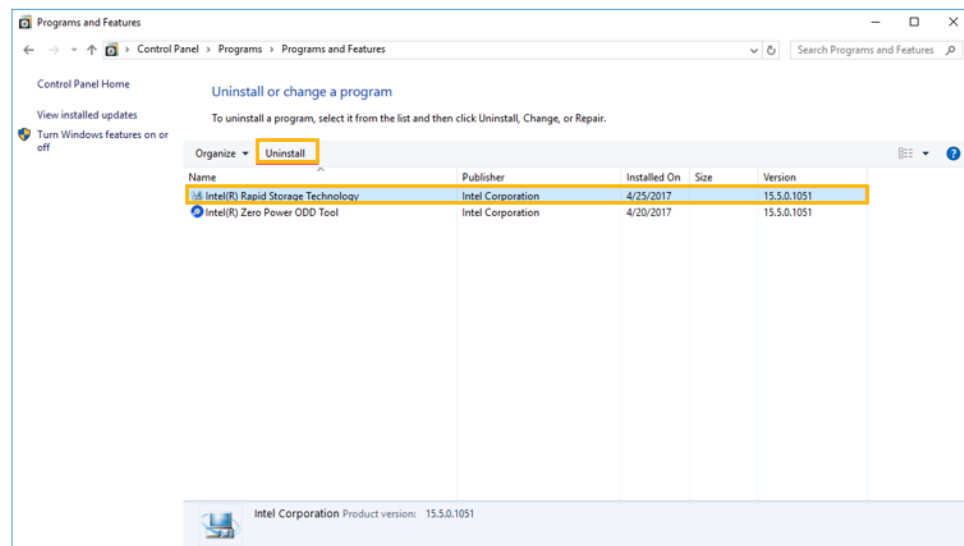 Programs and Features
Control Panel > Programs > Programs and Features
Search Programs and Features
Control Panel Home
View installed updates
Turn Windows features on or
off
Uninstall or change a program
To uninstall a program, select it from the list and then click Uninstall, Change, or Repair.
Organize Uninstall
Name Publisher Installed On Size Version
Intel(R) Rapid Storage Technology Intel Corporation 4/25/2017 15.5.0.1051
Intel(R) Zero Power ODD Tool Intel Corporation 4/20/2017 15.5.0.1051
Intel Corporation Product version: 15.5.0.1051